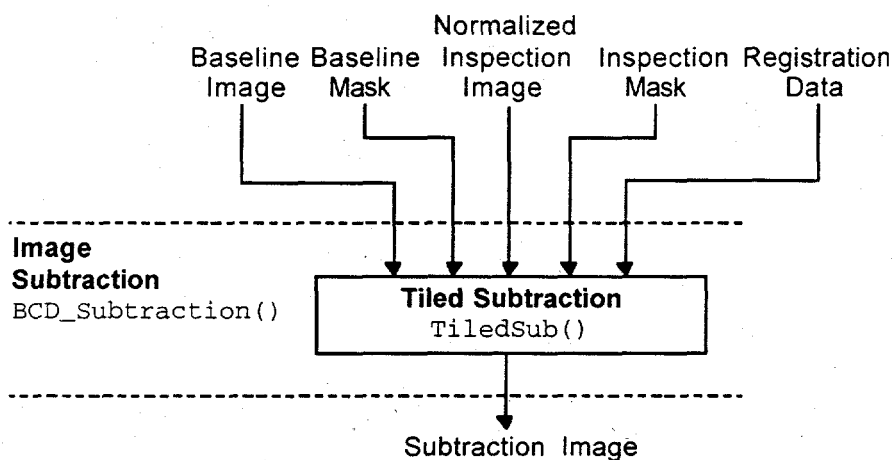 Normalized
Baseline Baseline Inspection Inspection Registration
Image Mask Image Mask Data
Image
Subtraction
BCD_Subtraction()
Tiled Subtraction
TiledSub()
Subtraction Image